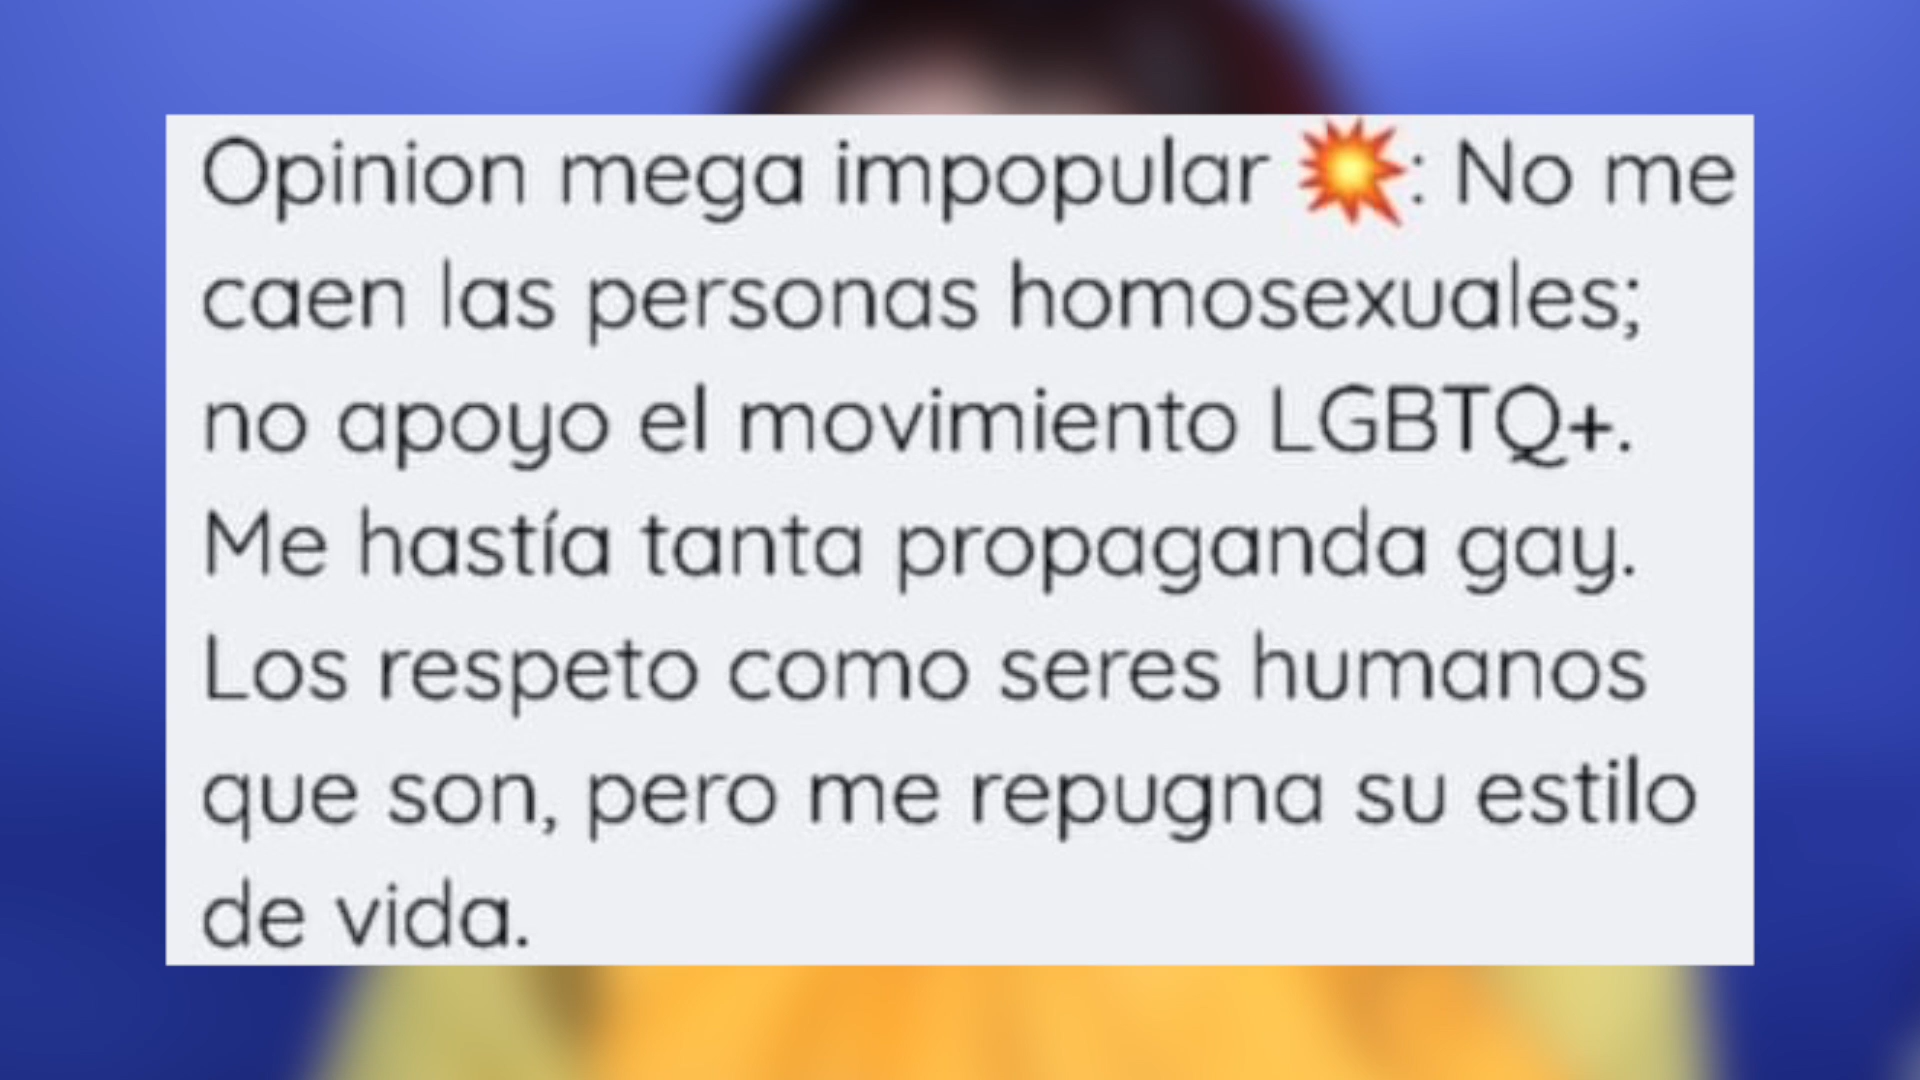 Opinion mega impopular 💥: No me
caen las personas homosexuales;
no apoyo el movimiento LGBTQ+.
Me hastía tanta propaganda gay.
Los respeto como seres humanos
que son, pero me repugna su estilo
de vida.